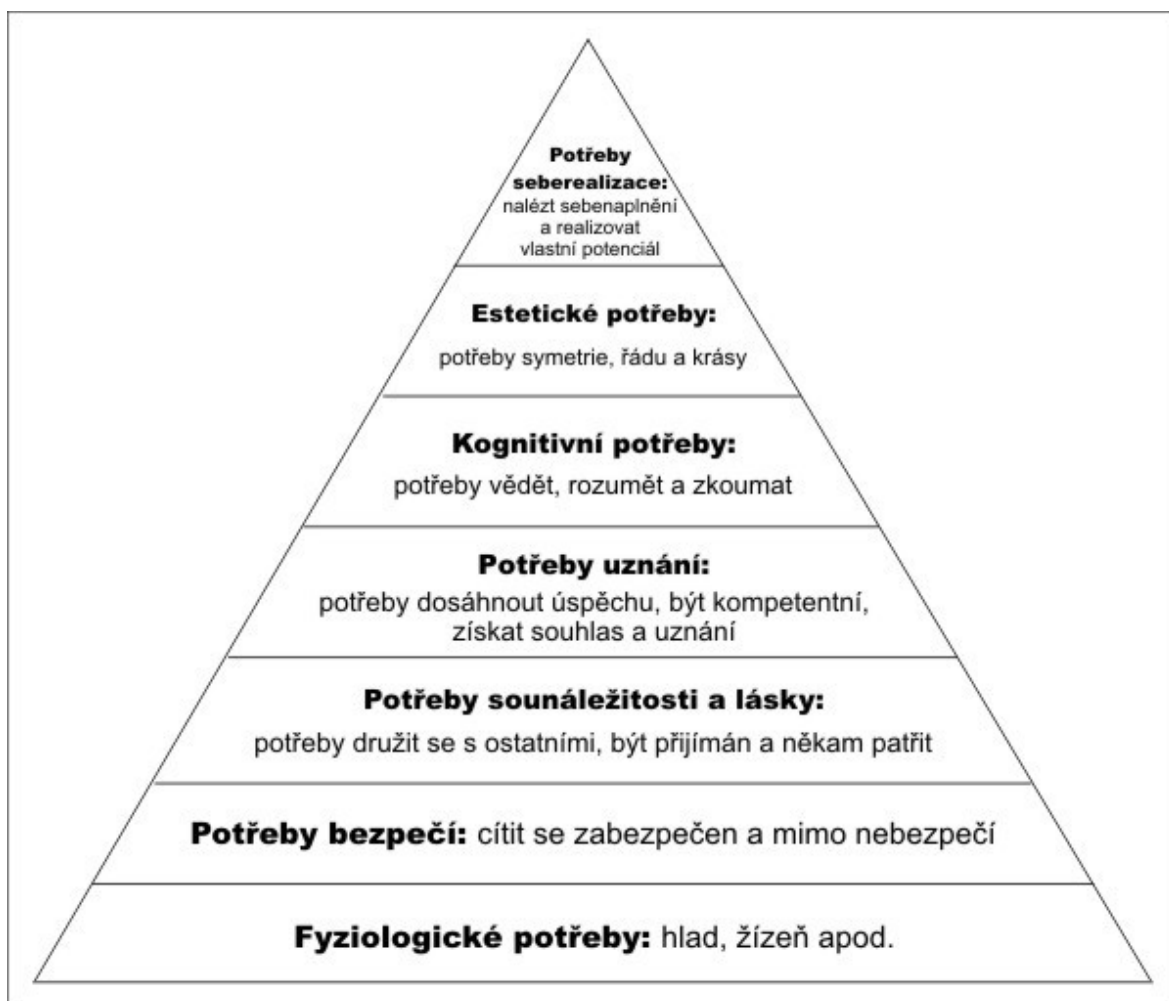 Potřeby
seberealizace:
nalézt sebenaplnění
a realizovat
vlastní potenciál
Estetické potřeby:
potřeby symetrie, řádu a krásy
Kognitivní potřeby:
potřeby vědět, rozumět a zkoumat
Potřeby uznání:
potřeby dosáhnout úspěchu, být kompetentní,
získat souhlas a uznání
Potřeby sounáležitosti a lásky:
potřeby družit se s ostatními, být přijímán a někam patřit
Potřeby bezpečí: cítit se zabezpečen a mimo nebezpečí
Fyziologické potřeby: hlad, žízeň apod.